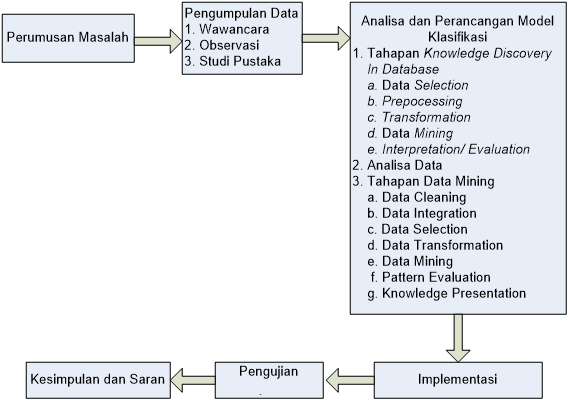 Perumusan Masalah
Pengumpulan Data
1. Wawancara
2. Observasi
3. Studi Pustaka
Analisa dan Perancangan Model
Klasifikasi
1. Tahapan Knowledge Discovery
In Database
a. Data Selection
b. Prepocessing
c. Transformation
d. Data Mining
e. Interpretation/ Evaluation
2. Analisa Data
3. Tahapan Data Mining
a. Data Cleaning
b. Data Integration
c. Data Selection
d. Data Transformation
e. Data Mining
f. Pattern Evaluation
g. Knowledge Presentation
Implementasi
Pengujian
.
Kesimpulan dan Saran